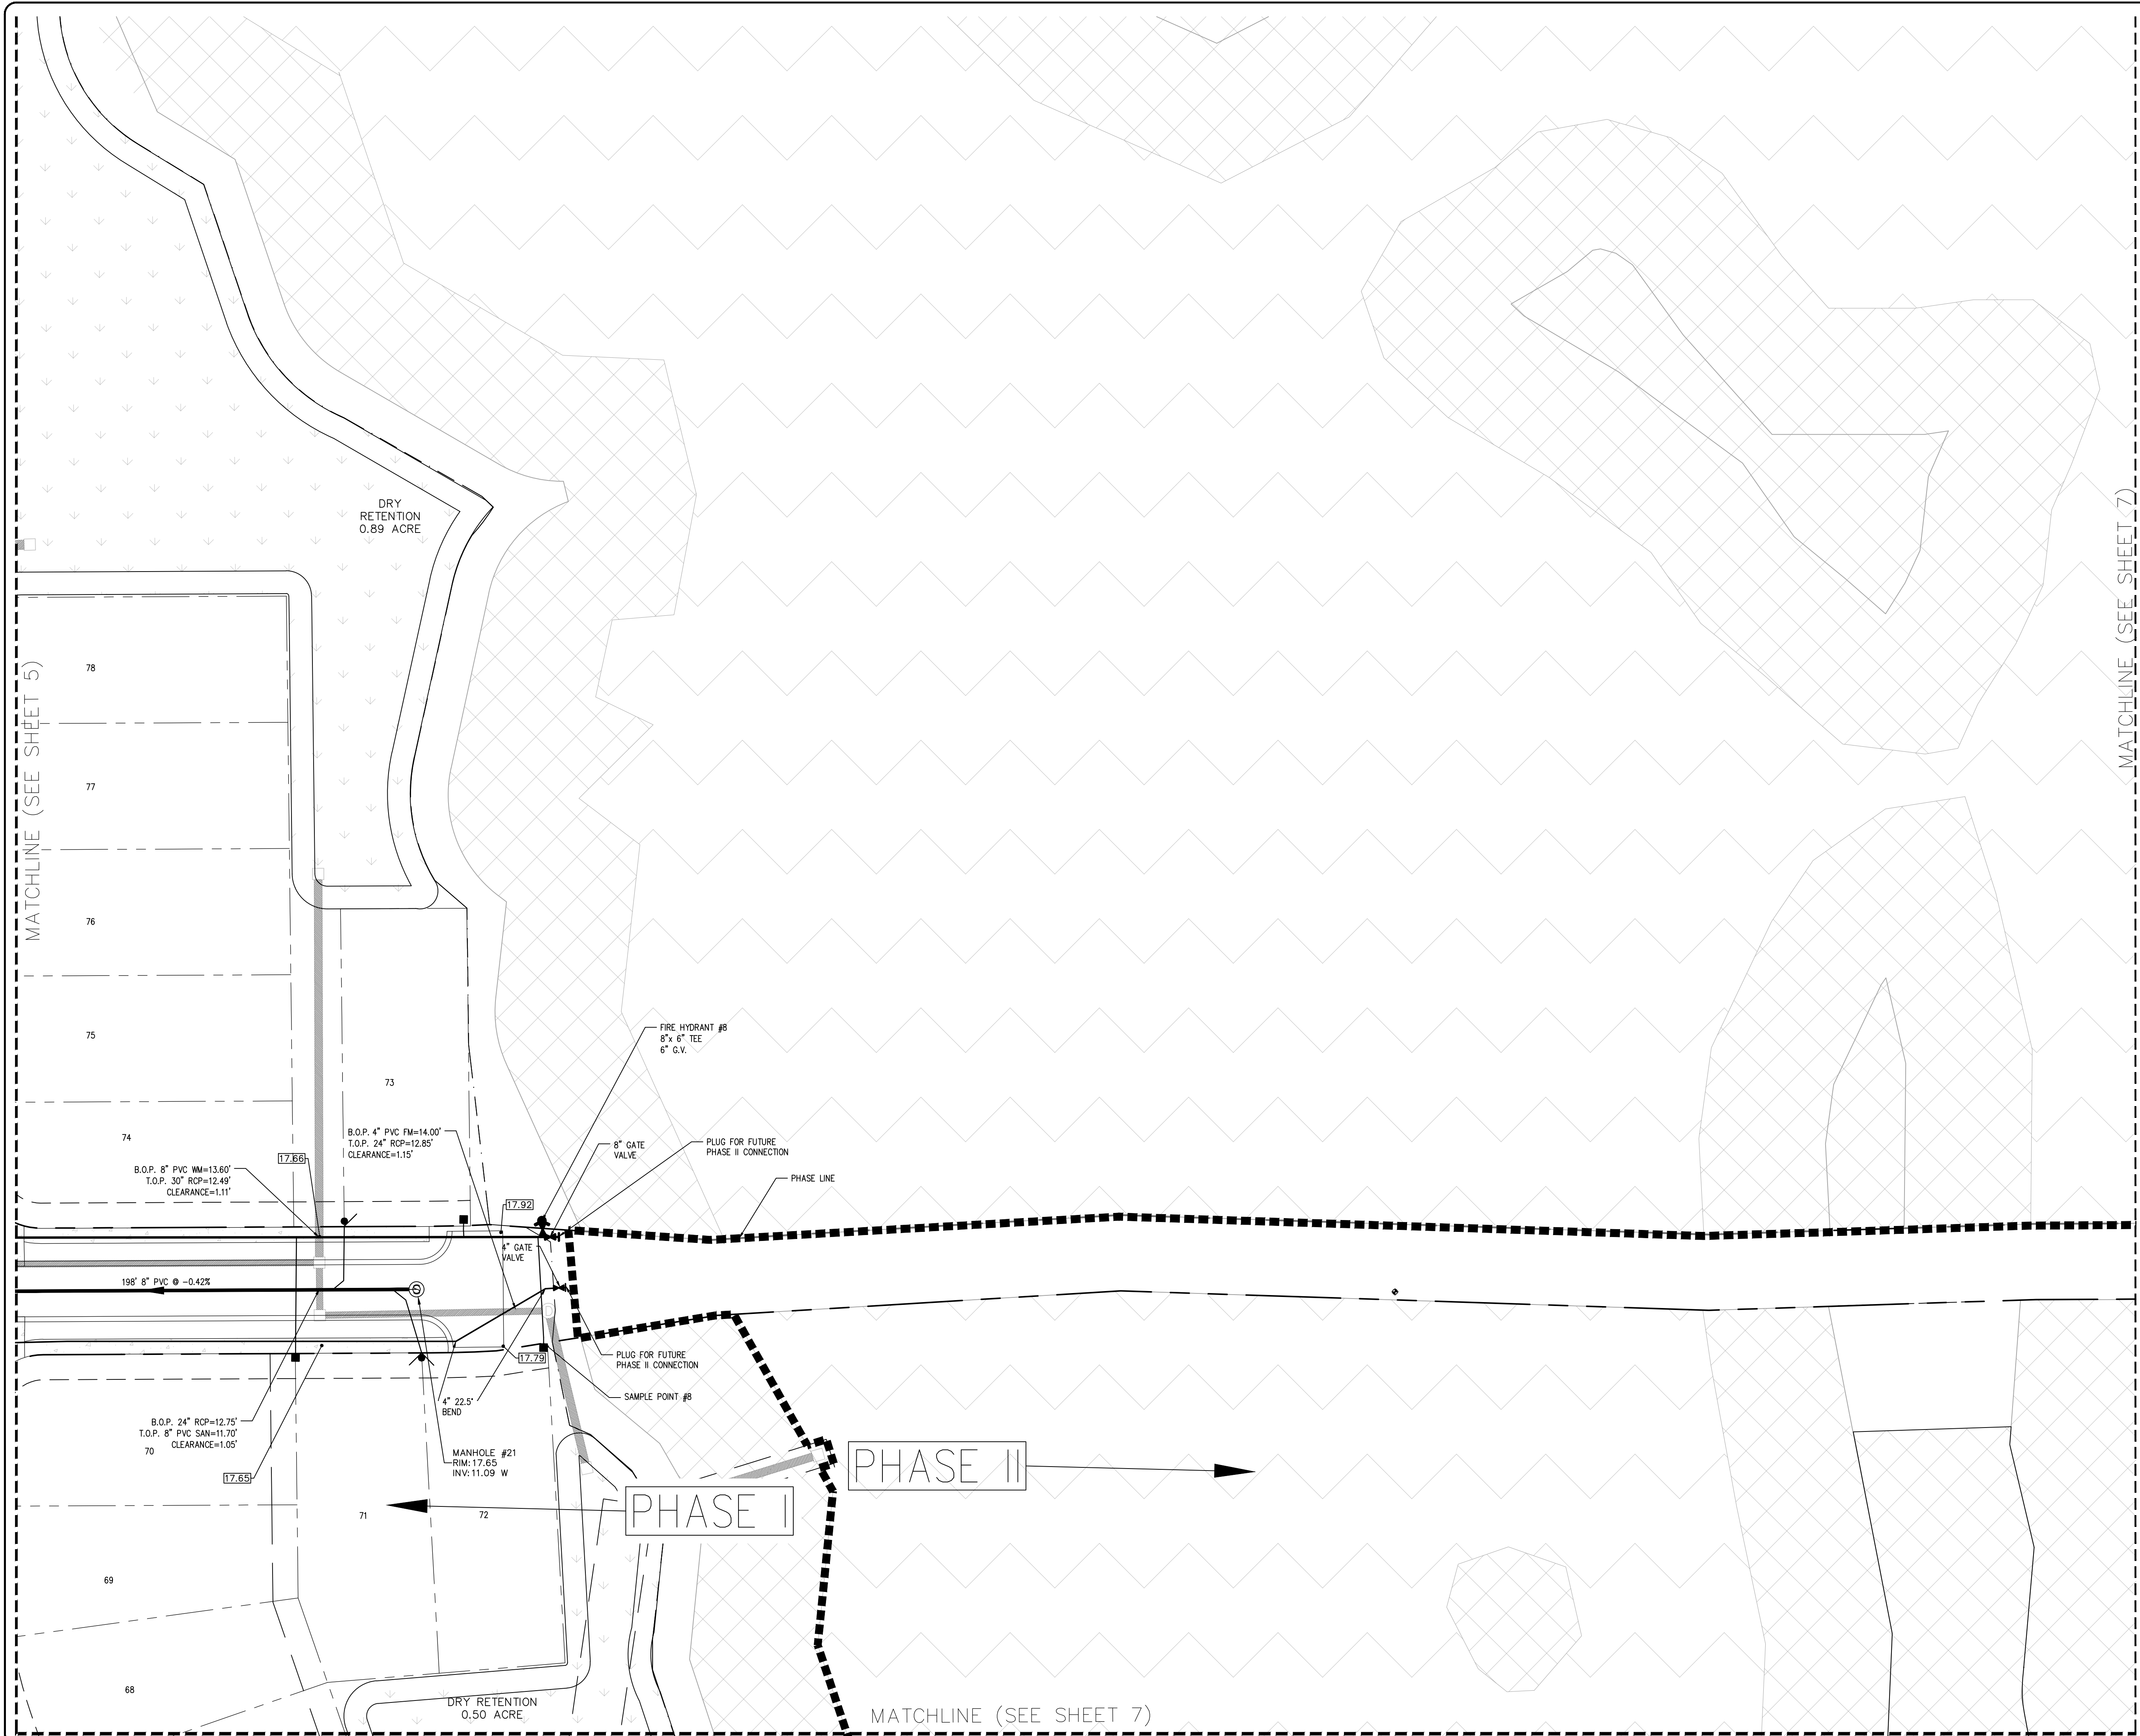 DRY
RETENTION
0.89 ACRE
MATCHLINE (SEE SHEET 7)
MATCHLINE (SEE SHEET 5)
78
77
76
75
74
73
FIRE HYDRANT #8
8"x 6" TEE
6" G.V.
B.O.P. 4" PVC FM=14.00'
T.O.P. 24" RCP=12.85'
CLEARANCE=1.15'
8" GATE
VALVE
PLUG FOR FUTURE
PHASE II CONNECTION
17.66
B.O.P. 8" PVC WM=13.60'
T.O.P. 30" RCP=12.49'
CLEARANCE=1.11'
PHASE LINE
17.92
4" GATE
VALVE
198' 8" PVC @ -0.42%
17.79
PLUG FOR FUTURE
PHASE II CONNECTION
SAMPLE POINT #8
4" 22.5°
BEND
B.O.P. 24" RCP=12.75'
T.O.P. 8" PVC SAN=11.70'
CLEARANCE=1.05'
70
MANHOLE #21
RIM:17.65
INV:11.09 W
17.65
PHASE II
PHASE I
71
72
69
68
DRY RETENTION
0.50 ACRE
MATCHLINE (SEE SHEET 7)